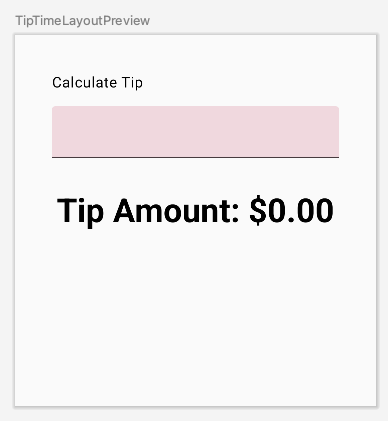 TipTimeLayoutPreview
Calculate Tip
Tip Amount: $0.00